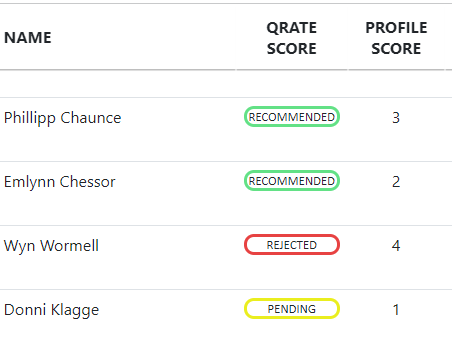 NAME QRATE SCORE PROFILE SCORE
Phillipp Chaunce RECOMMENDED 3
Emlynn Chessor RECOMMENDED 2
Wyn Wormell REJECTED 4
Donni Klagge PENDING 1